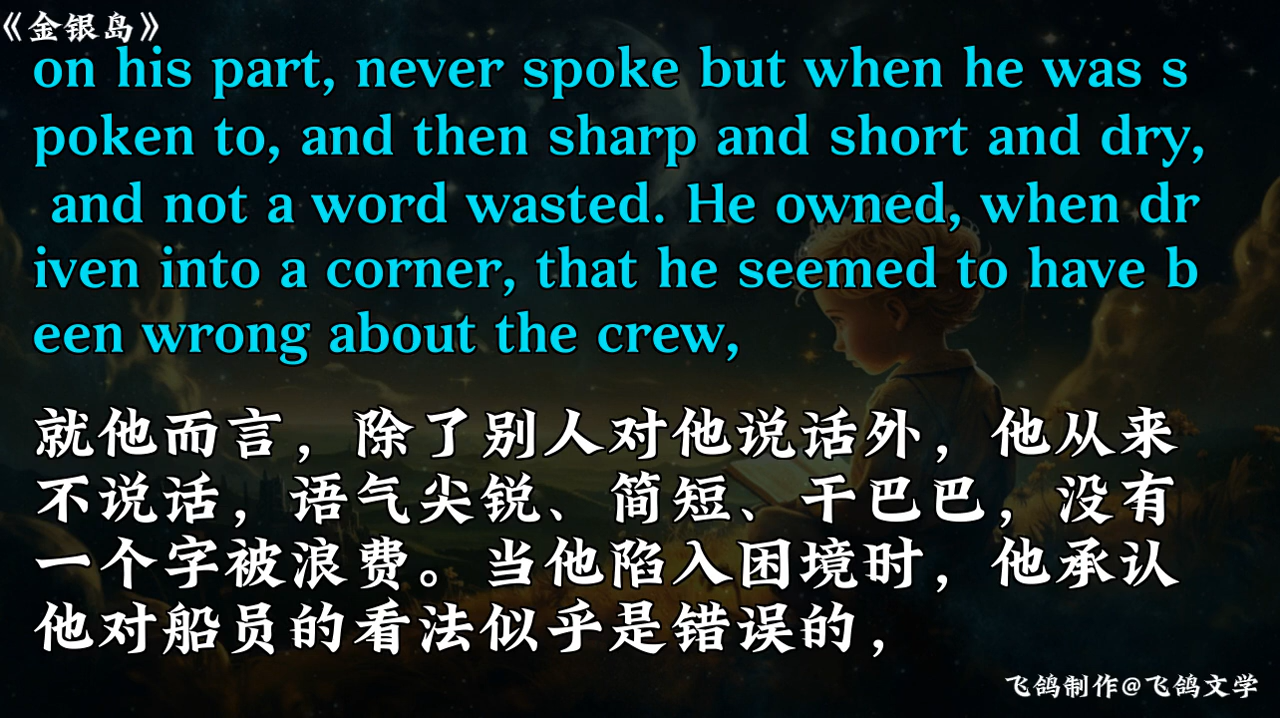 《金银岛》
on his part, never spoke but when he was s
poken to, and then sharp and short and dry,
and not a word wasted. He owned, when dr
iven into a corner, that he seemed to have b
een wrong about the crew,
就他而言，除了别人对他说话外，他从来
不说话，语气尖锐、简短、干巴巴，没有
一个字被浪费。当他陷入困境时，他承认
他对船员的看法似乎是错误的，
飞鸽制作@飞鸽文学